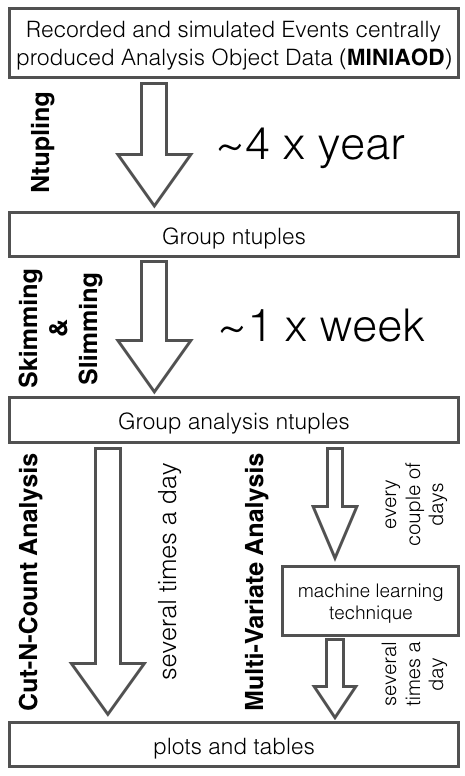 Recorded and simulated Events centrally
produced Analysis Object Data (MINIAOD)
Ntupling
~4 x year
Group ntuples
Skimming
&
Slimming
~1 x week
Group analysis ntuples
Cut-N-Count Analysis
several times a day
Multi-Variate Analysis
every
couple of
days
machine learning
technique
several
times a
day
plots and tables